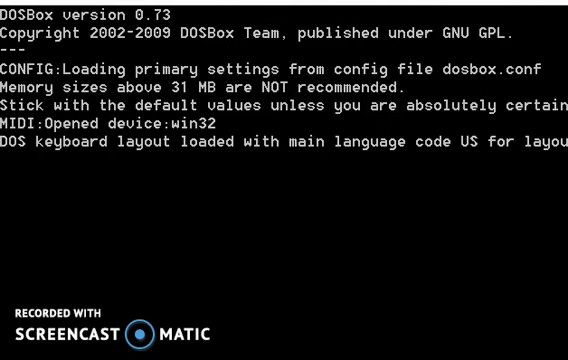 DOSBox version 0.73
Copyright 2002-2009 DOSBox Team, published under GNU GPL.
---
CONFIG:Loading primary settings from config file dosbox.conf
Memory sizes above 31 MB are NOT recommended.
Stick with the default values unless you are absolutely certain
MIDI:Opened device:win32
DOS keyboard layout loaded with main language code US for layou
RECORDED WITH
SCREENCAST MATIC